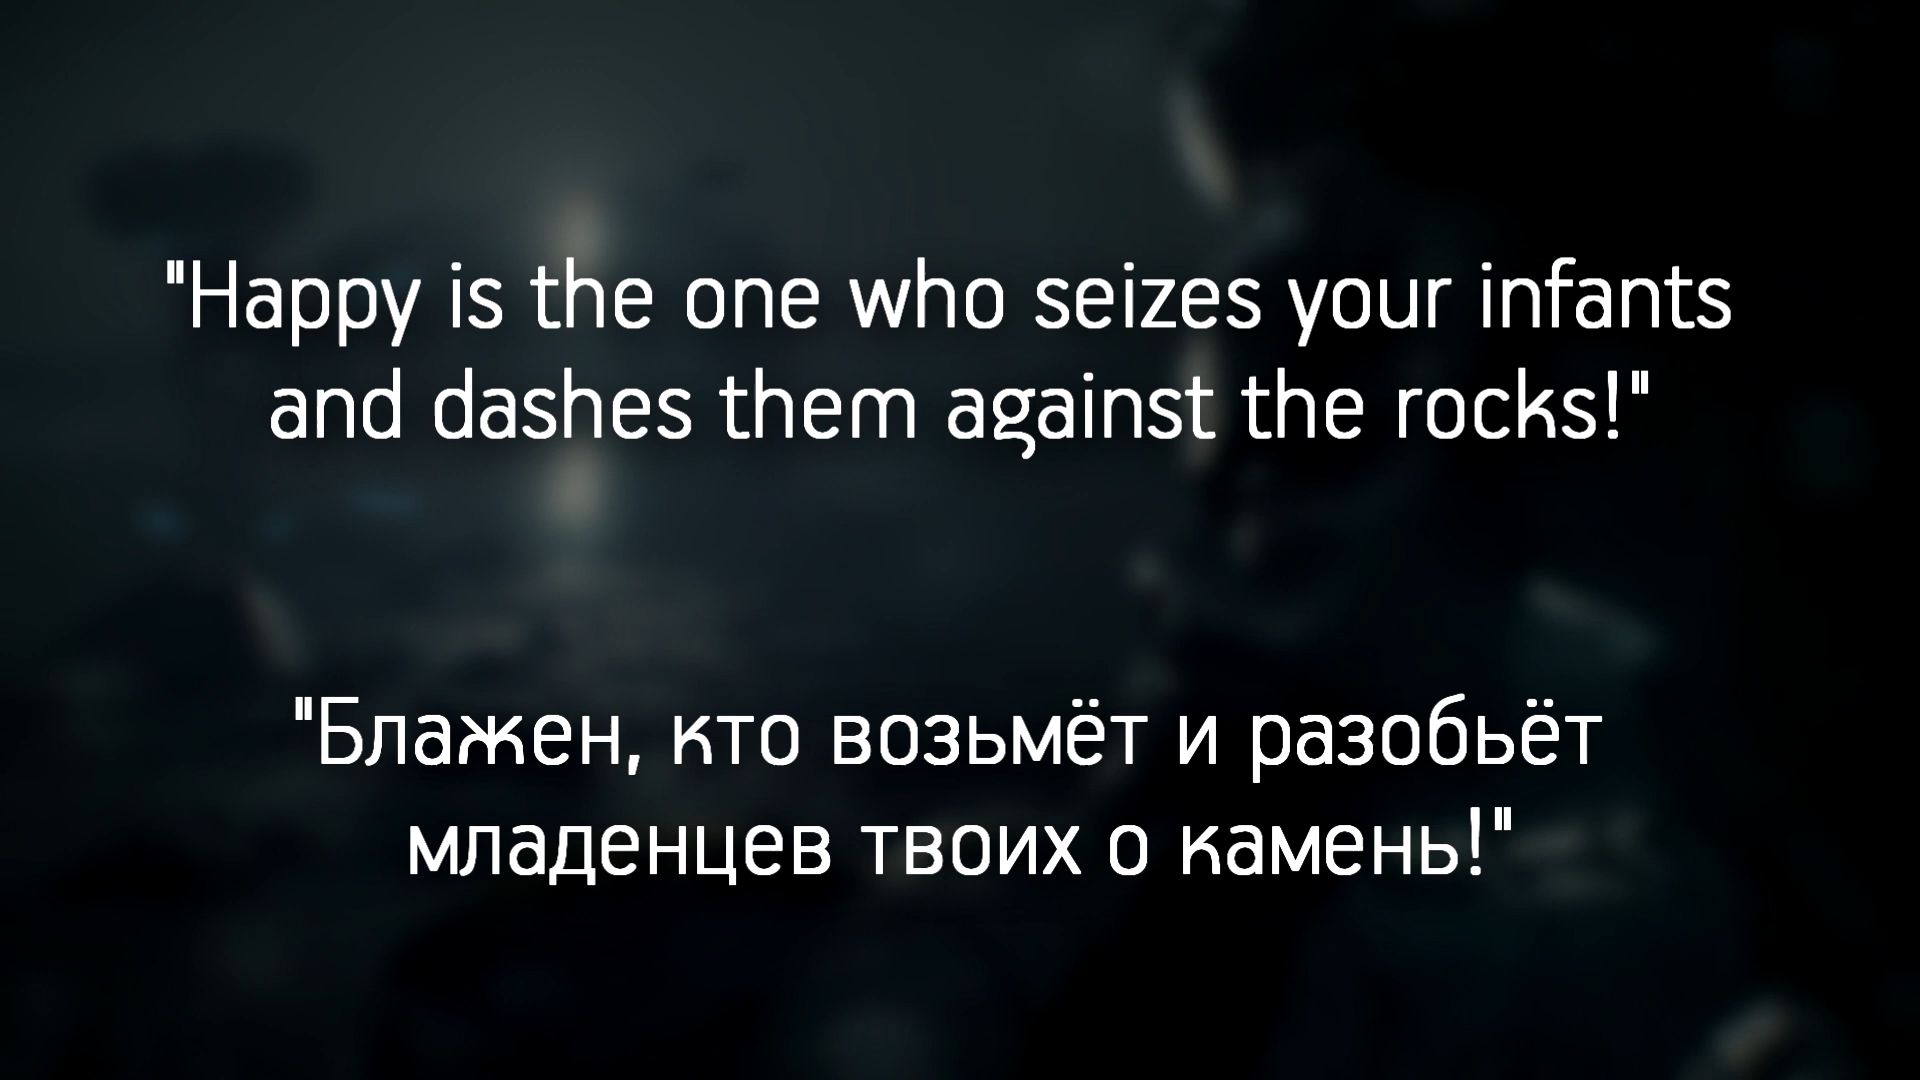 "Happy is the one who seizes your infants
and dashes them against the rocks!"
"Блажен, кто возьмёт и разобьёт
младенцев твоих о камень!"